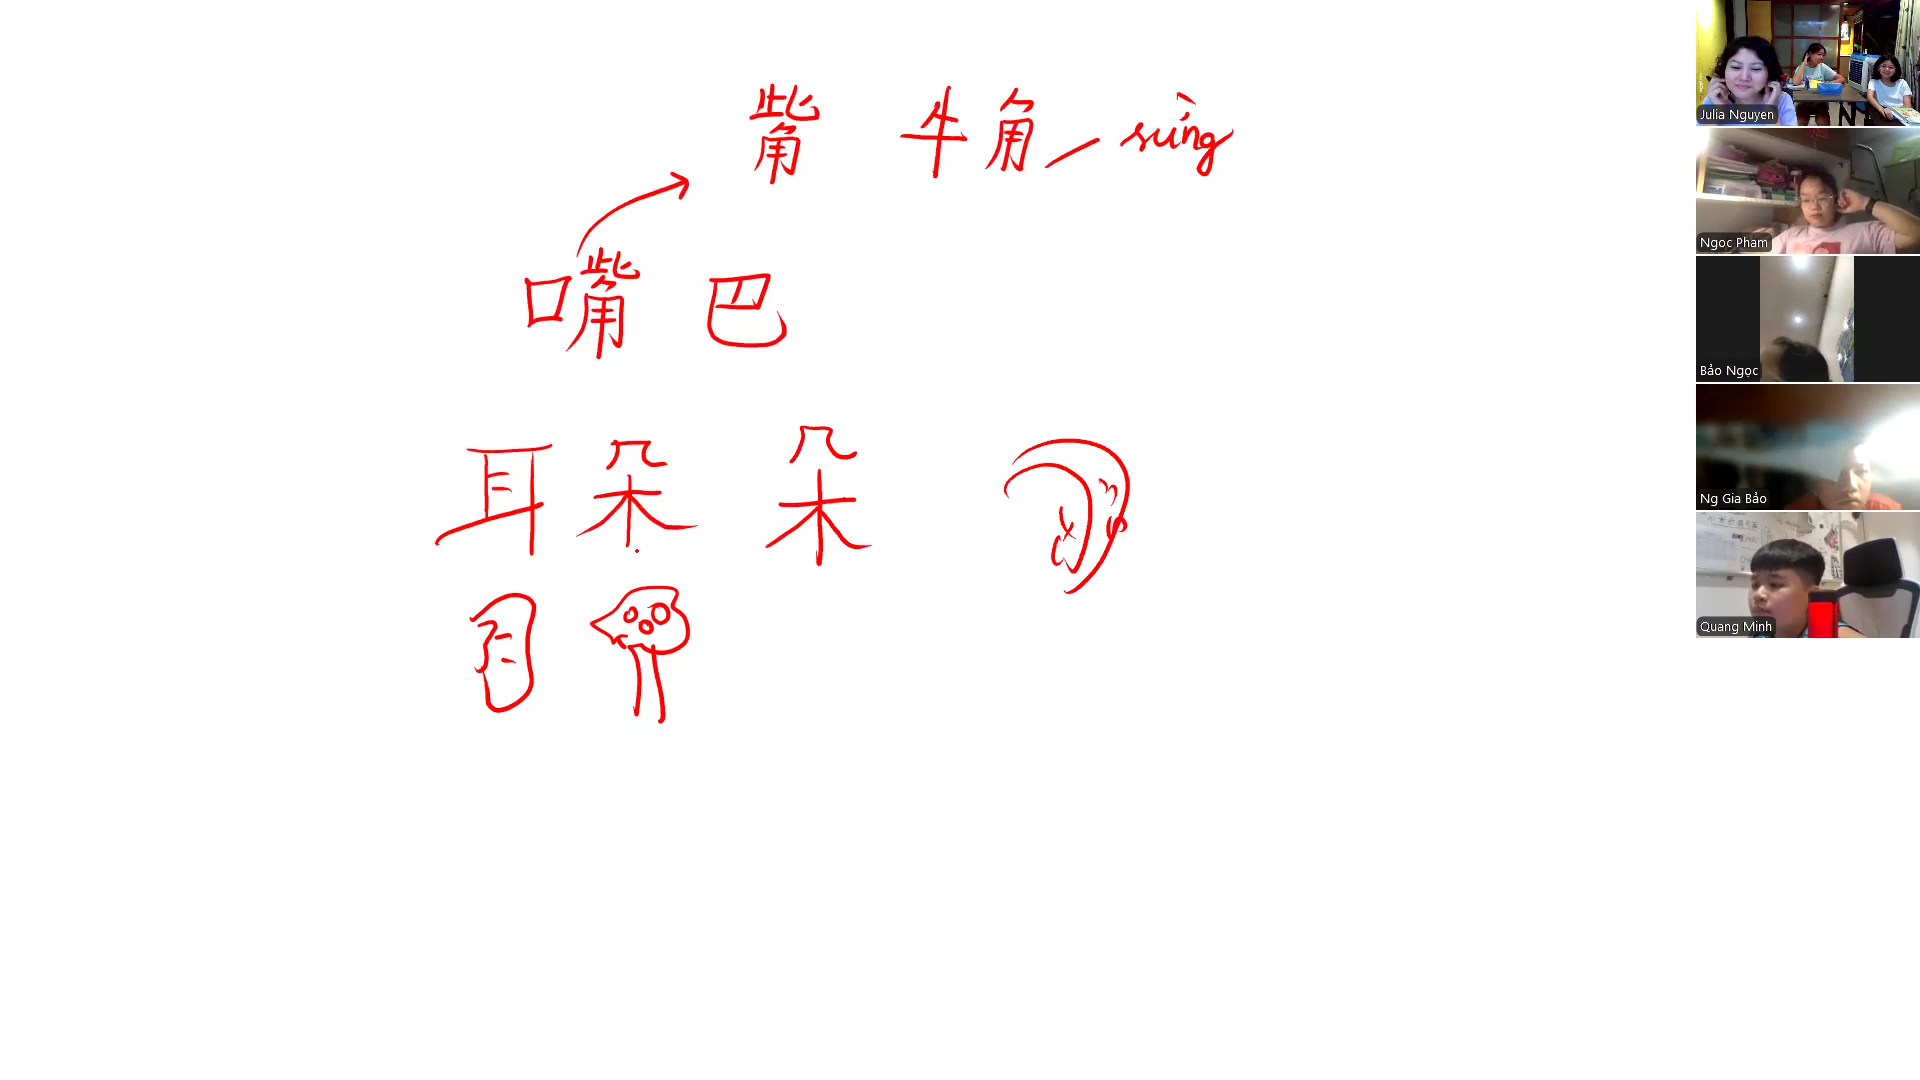 觜 牛角 sừng
嘴巴
耳朵 朵
Julia Nguyen
Ngoc Pham
Bảo Ngọc
Ng Gia Bảo
Quang Minh